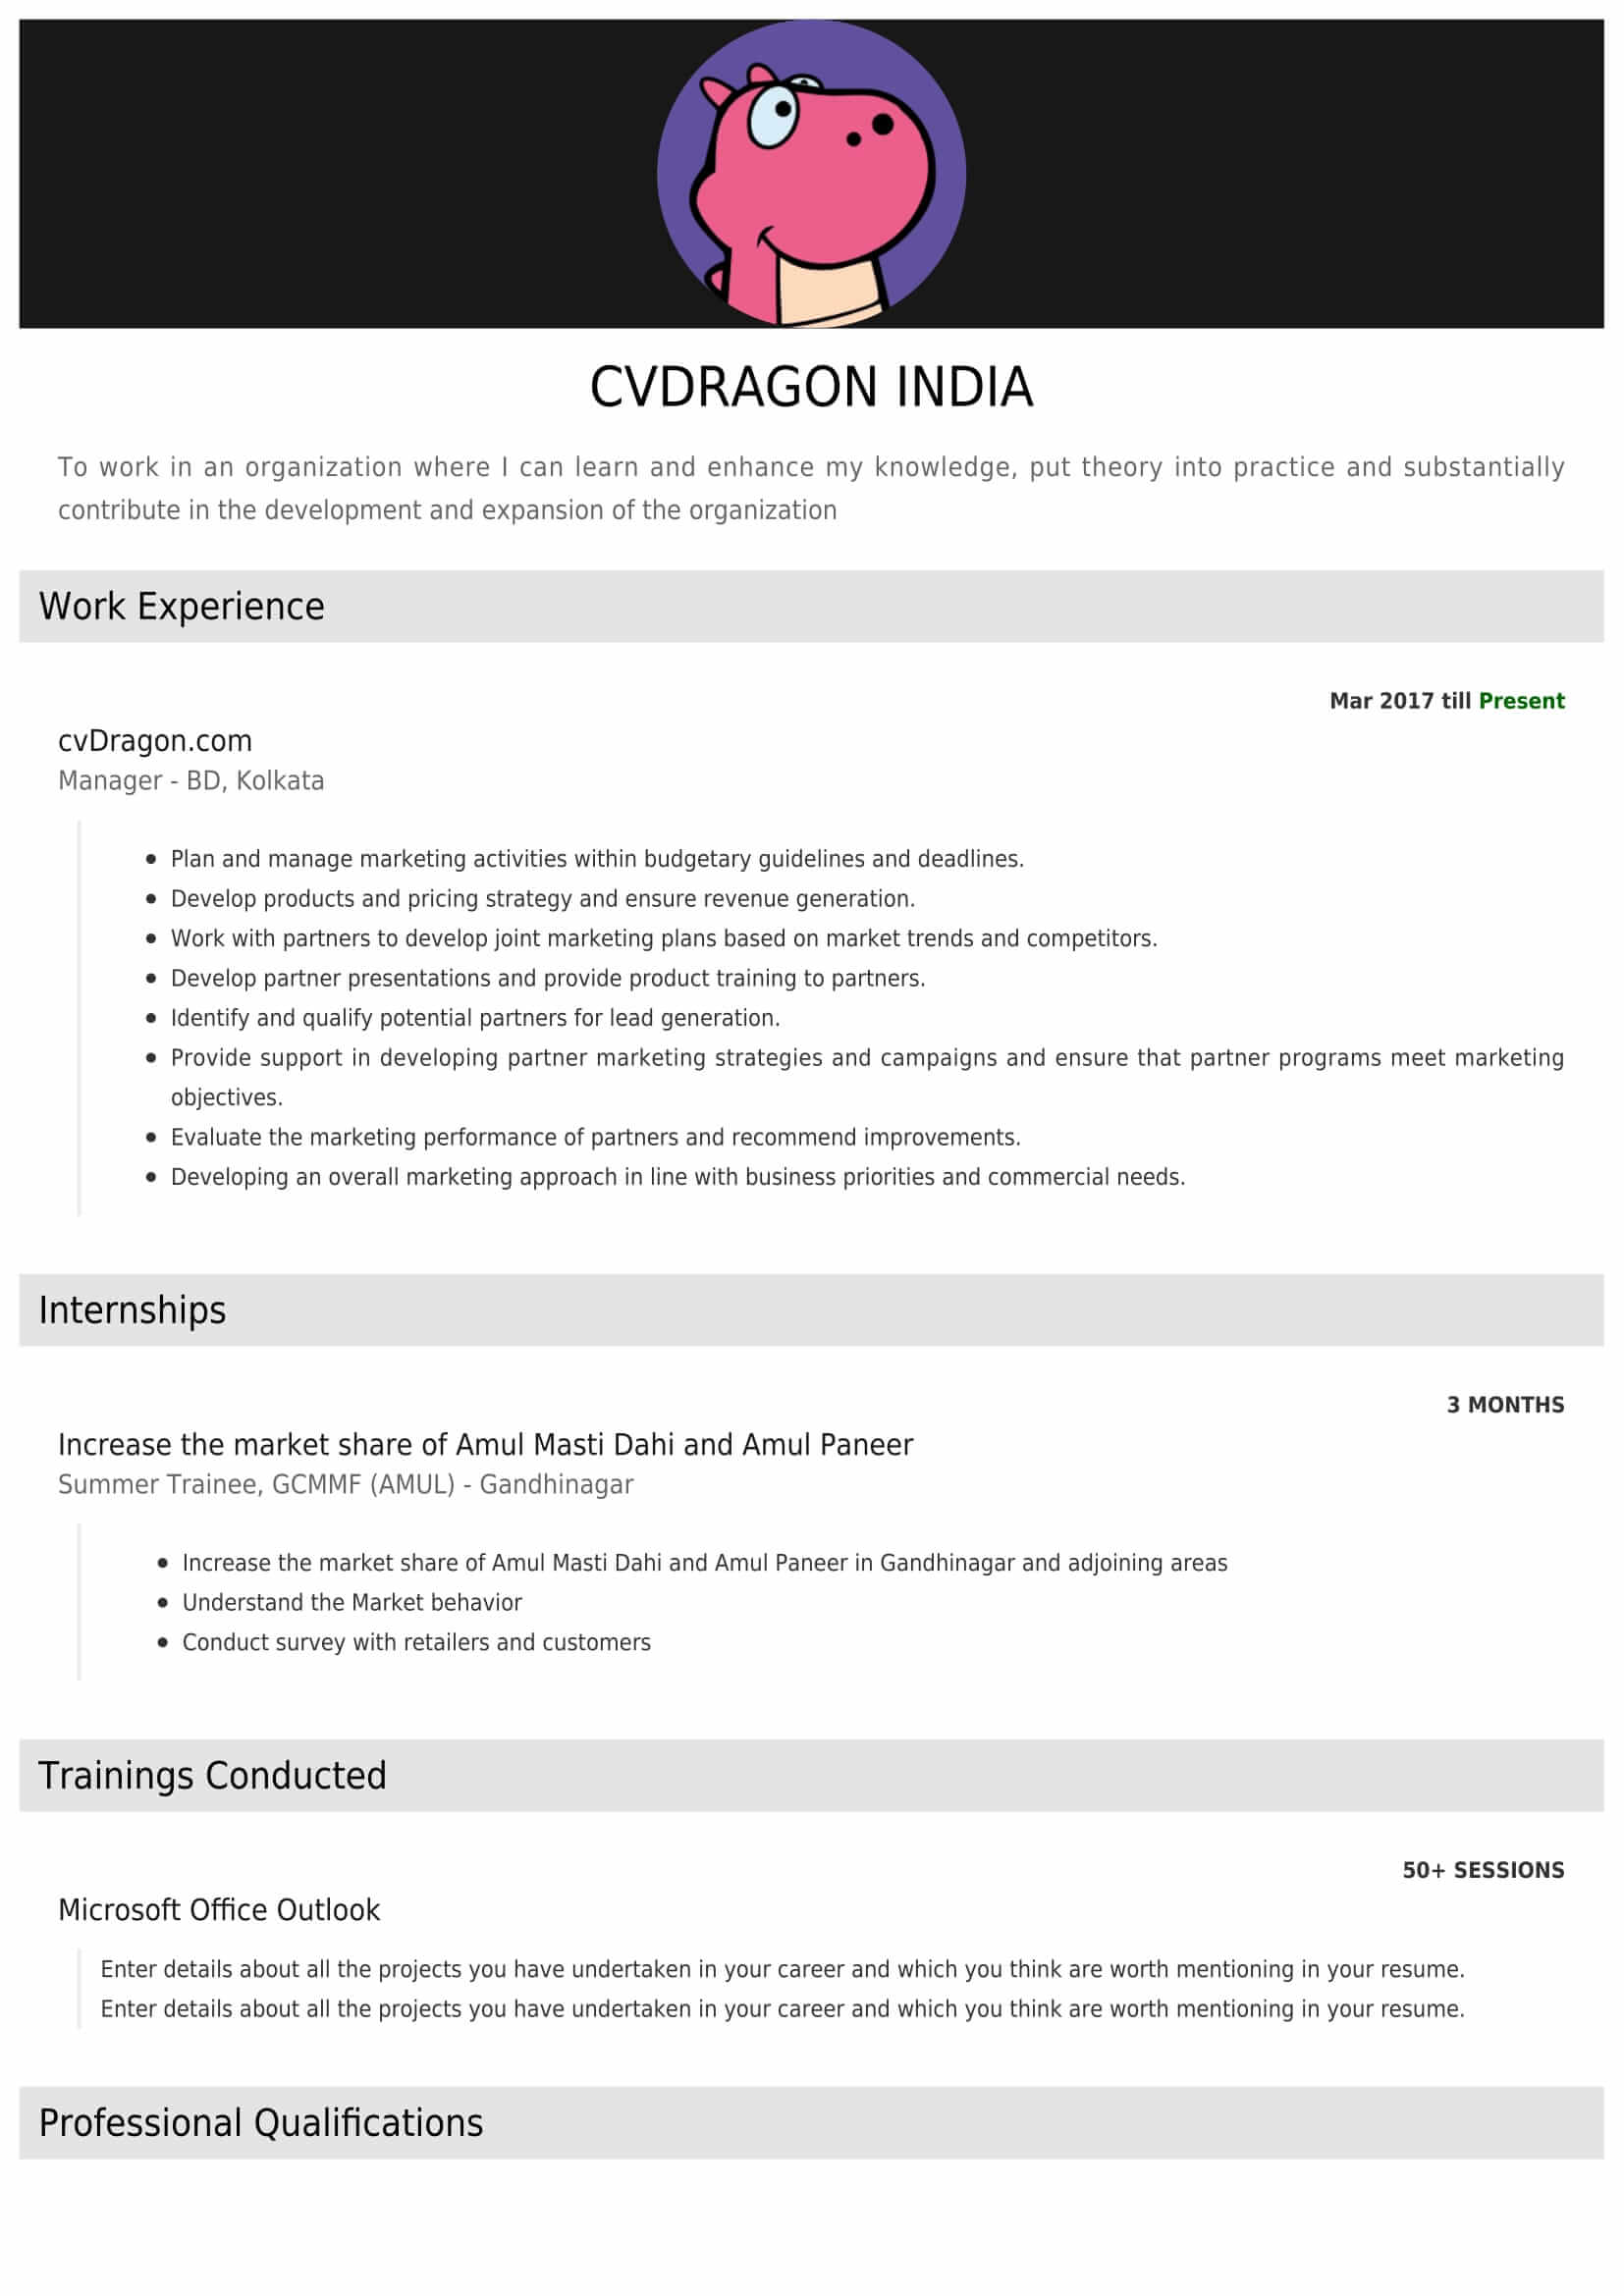 CVDRAGON INDIA
To work in an organization where I can learn and enhance my knowledge, put theory into practice and substantially
contribute in the development and expansion of the organization
Work Experience
Mar 2017 till Present
cvDragon.com
Manager - BD, Kolkata
Plan and manage marketing activities within budgetary guidelines and deadlines.
Develop products and pricing strategy and ensure revenue generation.
Work with partners to develop joint marketing plans based on market trends and competitors.
Develop partner presentations and provide product training to partners.
Identify and qualify potential partners for lead generation.
Provide support in developing partner marketing strategies and campaigns and ensure that partner programs meet marketing
objectives.
Evaluate the marketing performance of partners and recommend improvements.
Developing an overall marketing approach in line with business priorities and commercial needs.
Internships
3 MONTHS
Increase the market share of Amul Masti Dahi and Amul Paneer
Summer Trainee, GCMMF (AMUL) - Gandhinagar
Increase the market share of Amul Masti Dahi and Amul Paneer in Gandhinagar and adjoining areas
Understand the Market behavior
Conduct survey with retailers and customers
Trainings Conducted
50+ SESSIONS
Microsoft Office Outlook
Enter details about all the projects you have undertaken in your career and which you think are worth mentioning in your resume.
Enter details about all the projects you have undertaken in your career and which you think are worth mentioning in your resume.
Professional Qualifications